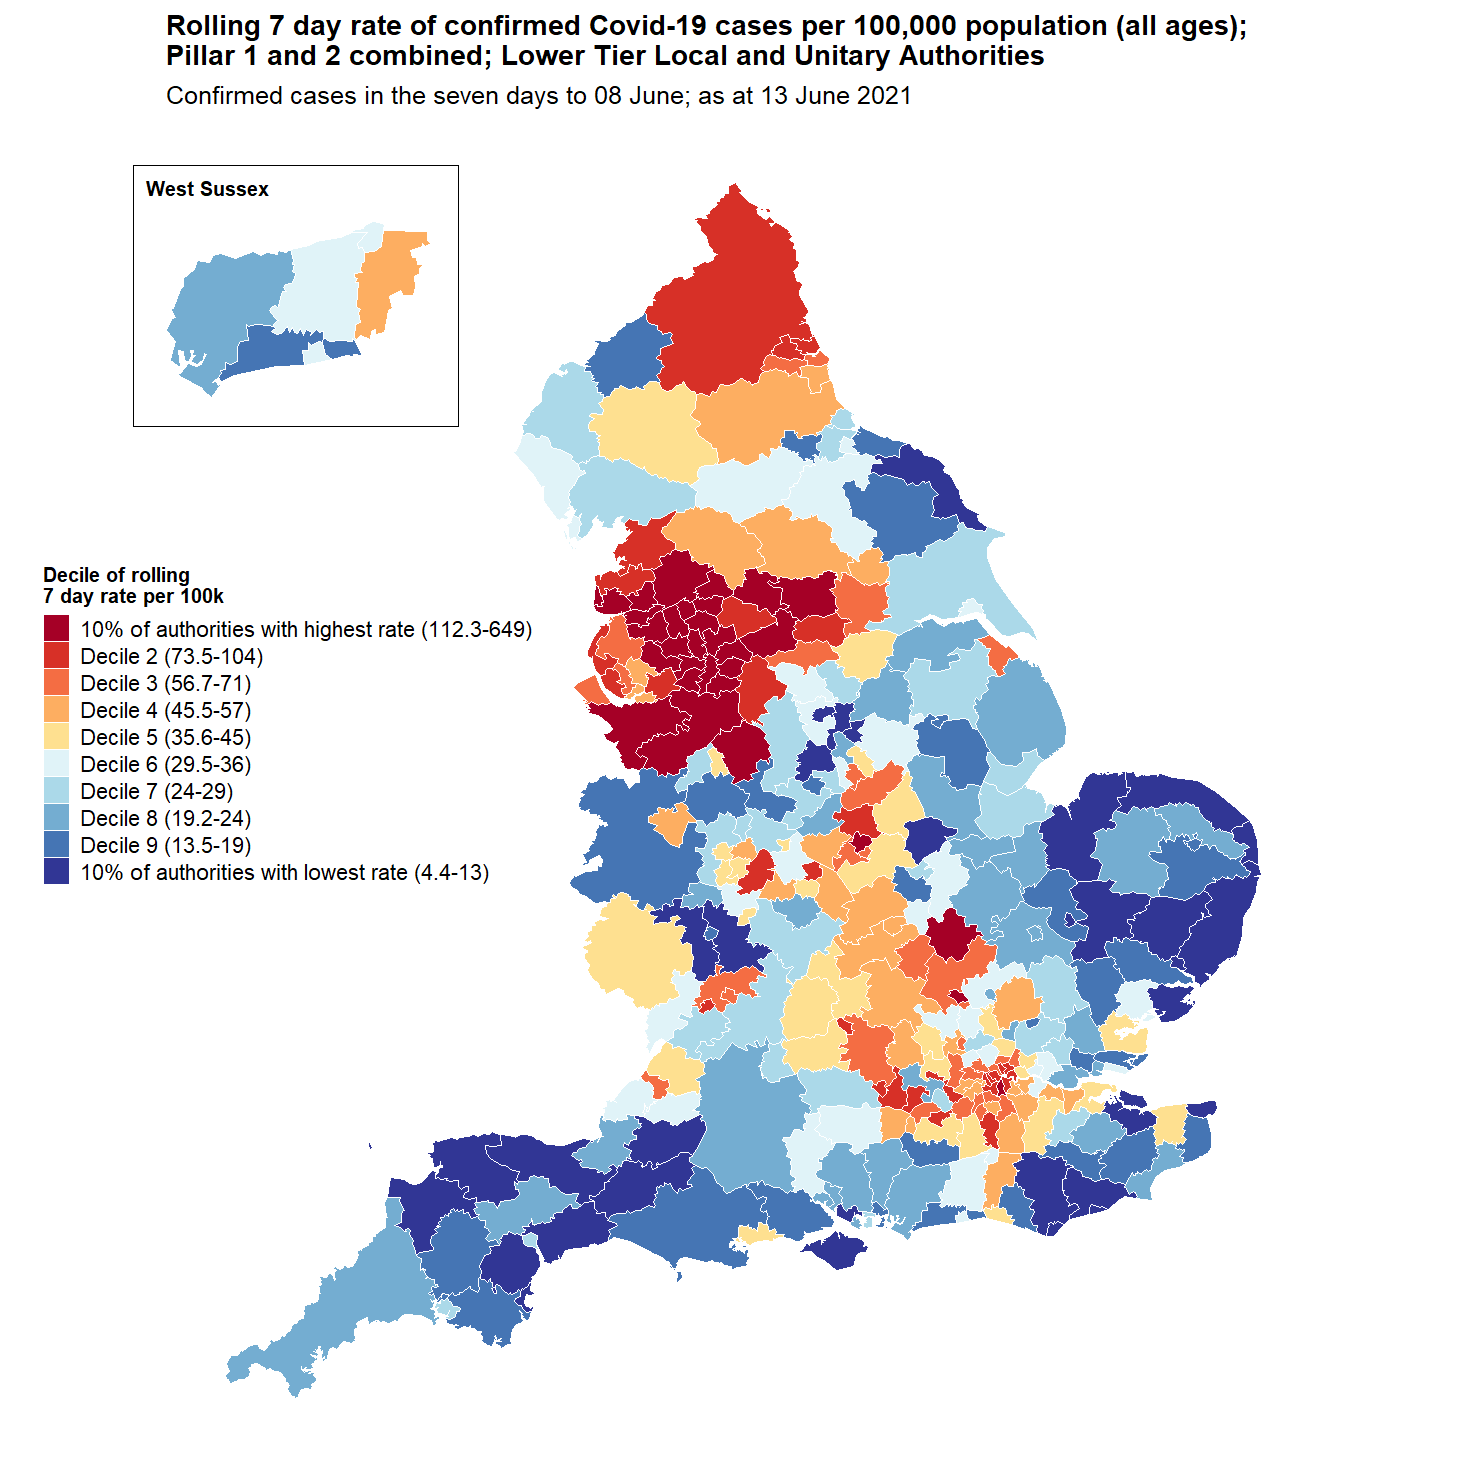 Rolling 7 day rate of confirmed Covid-19 cases per 100,000 population (all ages);
Pillar 1 and 2 combined; Lower Tier Local and Unitary Authorities
Confirmed cases in the seven days to 08 June; as at 13 June 2021
West Sussex
Decile of rolling
7 day rate per 100k
10% of authorities with highest rate (112.3-649)
Decile 2 (73.5-104)
Decile 3 (56.7-71)
Decile 4 (45.5-57)
Decile 5 (35.6-45)
Decile 6 (29.5-36)
Decile 7 (24-29)
Decile 8 (19.2-24)
Decile 9 (13.5-19)
10% of authorities with lowest rate (4.4-13)